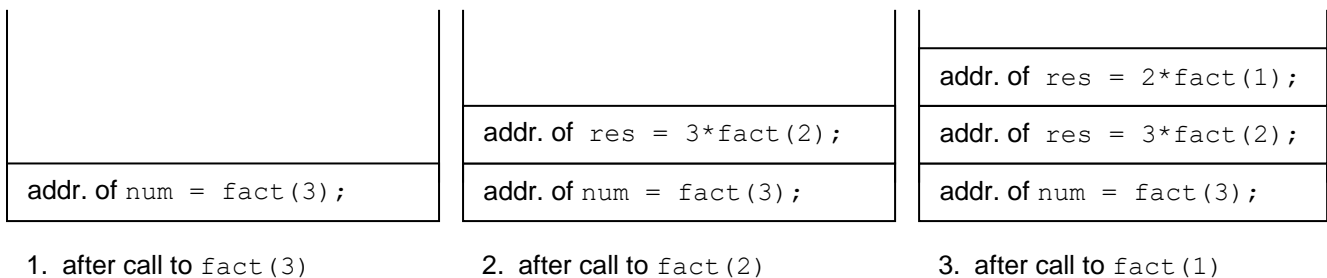 addr. of res = 2*fact(1);
addr. of res = 3*fact(2);
addr. of res = 3*fact(2);
addr. of num = fact(3);
addr. of num = fact(3);
addr. of num = fact(3);
1. after call to fact(3)
2. after call to fact(2)
3. after call to fact(1)